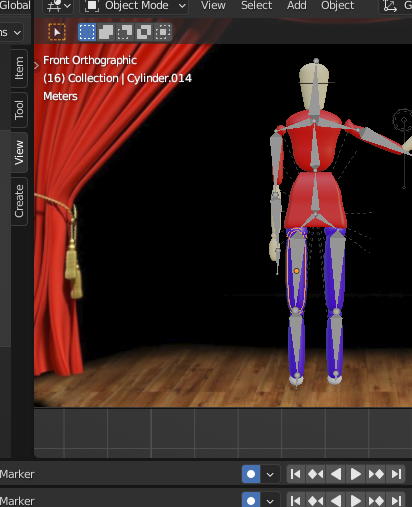 Global
Object Mode
View
Select
Add
Object
Item
Tool
View
Create
Front Orthographic
(16) Collection | Cylinder.014
Meters
Marker
Marker